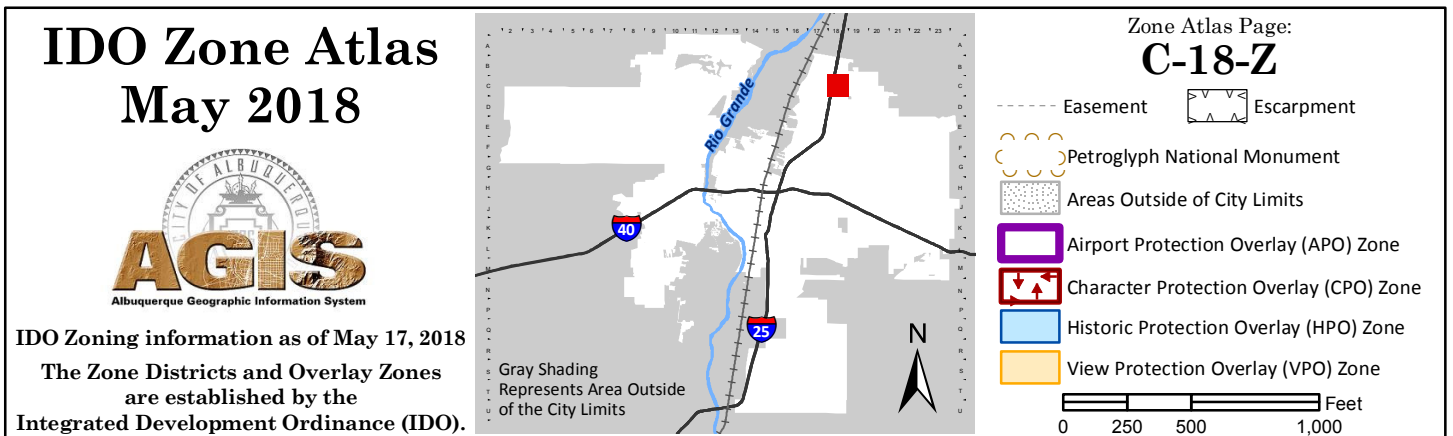 IDO Zone Atlas
May 2018
CITY OF ALBUQUERQUE
AGIS
Albuquerque Geographic Information System
IDO Zoning information as of May 17, 2018
The Zone Districts and Overlay Zones
are established by the
Integrated Development Ordinance (IDO).
Rio Grande
40
25
N
Gray Shading
Represents Area Outside
of the City Limits
Zone Atlas Page:
C-18-Z
Easement
Escarpment
Petroglyph National Monument
Areas Outside of City Limits
Airport Protection Overlay (APO) Zone
Character Protection Overlay (CPO) Zone
Historic Protection Overlay (HPO) Zone
View Protection Overlay (VPO) Zone
Feet
0 250 500 1,000